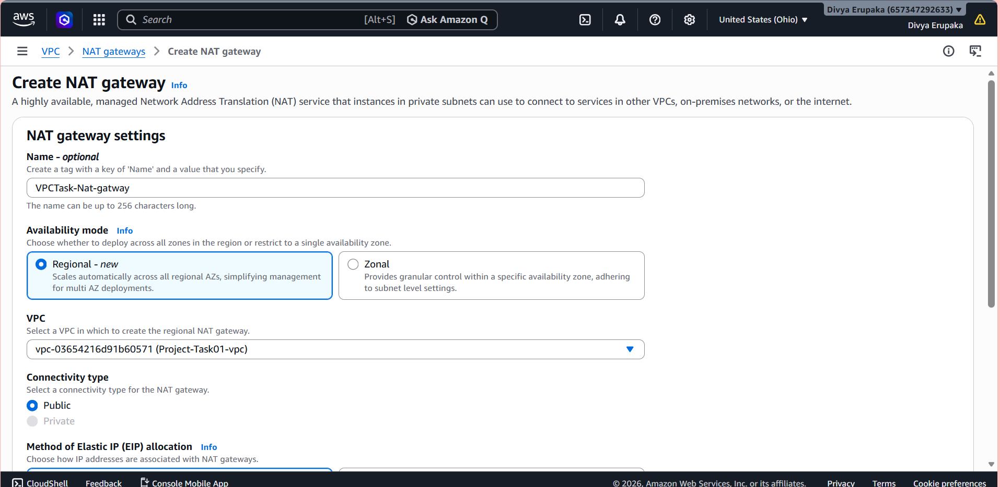 aws
Search [Alt+S] Ask Amazon Q
United States (Ohio)
Divya Erupaka (657347292633)
Divya Erupaka
VPC > NAT gateways > Create NAT gateway
Create NAT gateway Info
A highly available, managed Network Address Translation (NAT) service that instances in private subnets can use to connect to services in other VPCs, on-premises networks, or the internet.
NAT gateway settings
Name - optional
Create a tag with a key of 'Name' and a value that you specify.
VPCTask-Nat-gatway
The name can be up to 256 characters long.
Availability mode Info
Choose whether to deploy across all zones in the region or restrict to a single availability zone.
Regional - new
Scales automatically across all regional AZs, simplifying management
for multi AZ deployments.
Zonal
Provides granular control within a specific availability zone, adhering
to subnet level settings.
VPC
Select a VPC in which to create the regional NAT gateway.
vpc-03654216d91b60571 (Project-Task01-vpc)
Connectivity type
Select a connectivity type for the NAT gateway.
Public
Private
Method of Elastic IP (EIP) allocation Info
Choose how IP addresses are associated with NAT gateways.
CloudShell Feedback Console Mobile App © 2026, Amazon Web Services, Inc. or its affiliates. Privacy Terms Cookie preferences